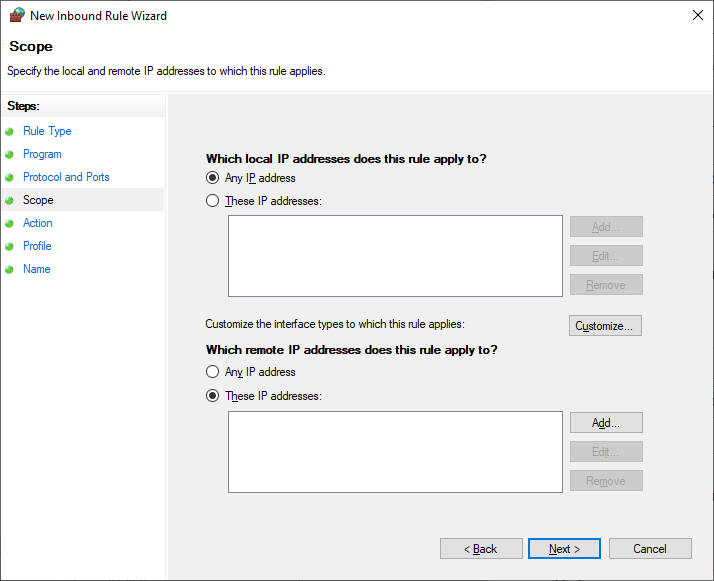 New Inbound Rule Wizard
Scope
Specify the local and remote IP addresses to which this rule applies.
Steps:
Rule Type
Program
Protocol and Ports
Scope
Action
Profile
Name
Which local IP addresses does this rule apply to?
Any IP address
These IP addresses:
Add...
Edit...
Remove
Customize the interface types to which this rule applies:
Customize...
Which remote IP addresses does this rule apply to?
Any IP address
These IP addresses:
Add...
Edit...
Remove
< Back
Next >
Cancel